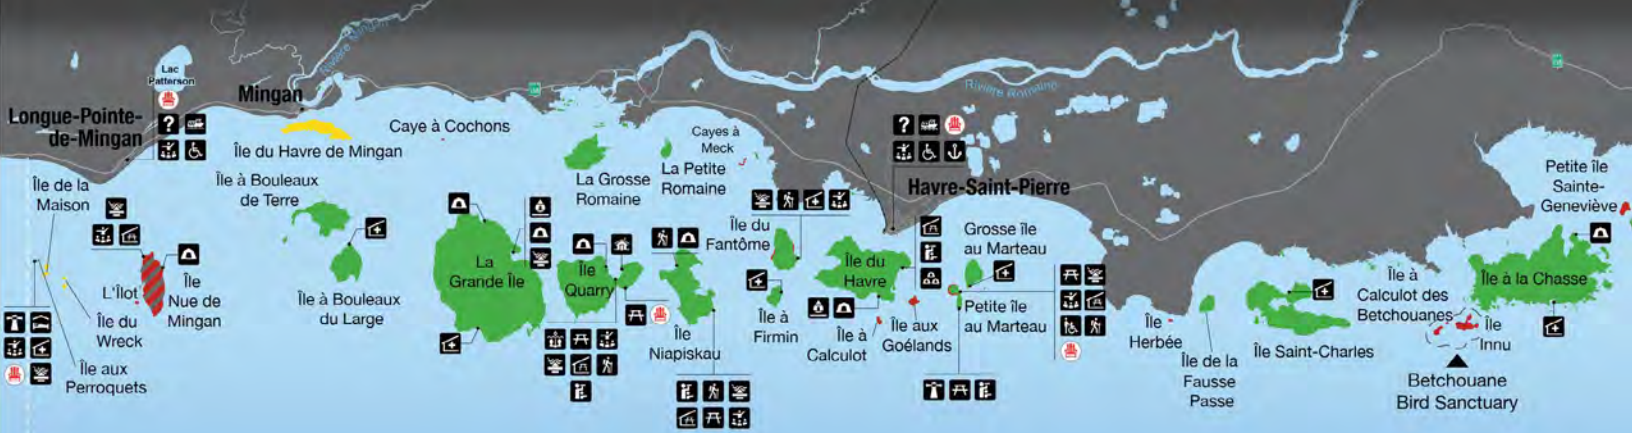 Lac
Patterson
Longue-Pointe-
de-Mingan
?
Mingan
Rivière Mingan
Île du Havre de Mingan
Caye à Cochons
Île de la
Maison
Île à Bouleaux
de Terre
L'Îlot
Île
Nue de
Mingan
Île du
Wreck
Île aux
Perroquets
Île à Bouleaux
du Large
La
Grande Île
La Grosse
Romaine
La Petite
Romaine
Cayes à
Meck
Île
Quarry
Île
Niapiskau
Île du
Fantôme
Île à
Firmin
Rivière Romaine
?
Havre-Saint-Pierre
Île du
Havre
Île à
Calculot
Île aux
Goélands
Grosse île
au Marteau
Petite île
au Marteau
Île
Herbée
Île de la
Fausse
Passe
Île Saint-Charles
Île à
Calculot des
Betchouanes
Île
Innu
Betchouane
Bird Sanctuary
Île à la Chasse
Petite île
Sainte-
Geneviève